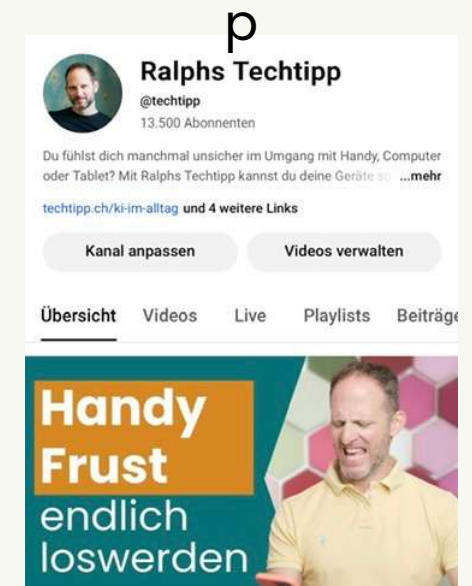 p
Ralphs Techtipp
@techtipp
13.500 Abonnenten
Du fühlst dich manchmal unsicher im Umgang mit Handy, Computer
oder Tablet? Mit Ralphs Techtipp kannst du deine Geräte so ...mehr
techtipp.ch/ki-im-alltag und 4 weitere Links
Kanal anpassen Videos verwalten
Übersicht Videos Live Playlists Beiträge
Handy
Frust
endlich
loswerden